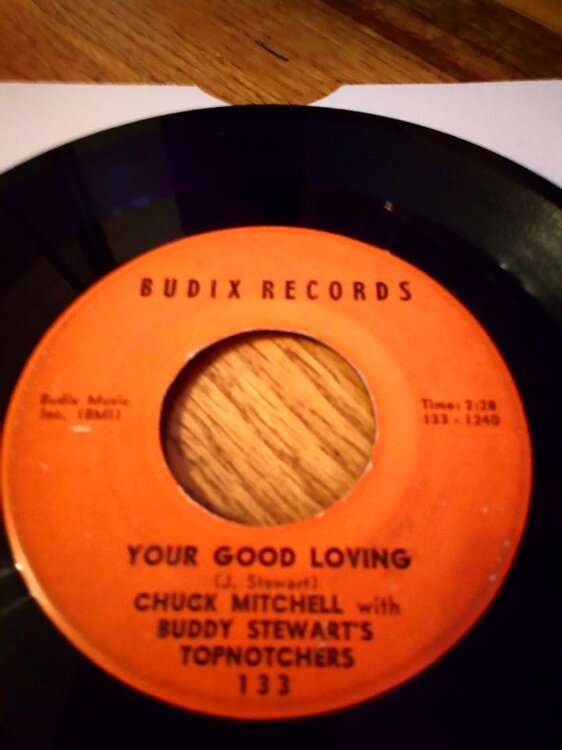 BUDIX RECORDS
Budix Music
Inc. (BMI)
Time: 2:28
133 - 1240
YOUR GOOD LOVING
(J. Stewart)
CHUCK MITCHELL with
BUDDY STEWART'S
TOPNOTCHERS
133